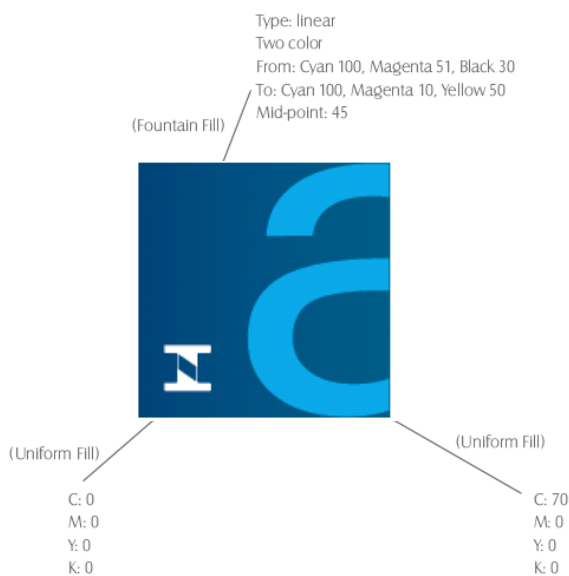 Type: linear
Two color
From: Cyan 100, Magenta 51, Black 30
To: Cyan 100, Magenta 10, Yellow 50
Mid-point: 45
(Fountain Fill)
a
(Uniform Fill)
C: 0
M: 0
Y: 0
K: 0
(Uniform Fill)
C: 70
M: 0
Y: 0
K: 0